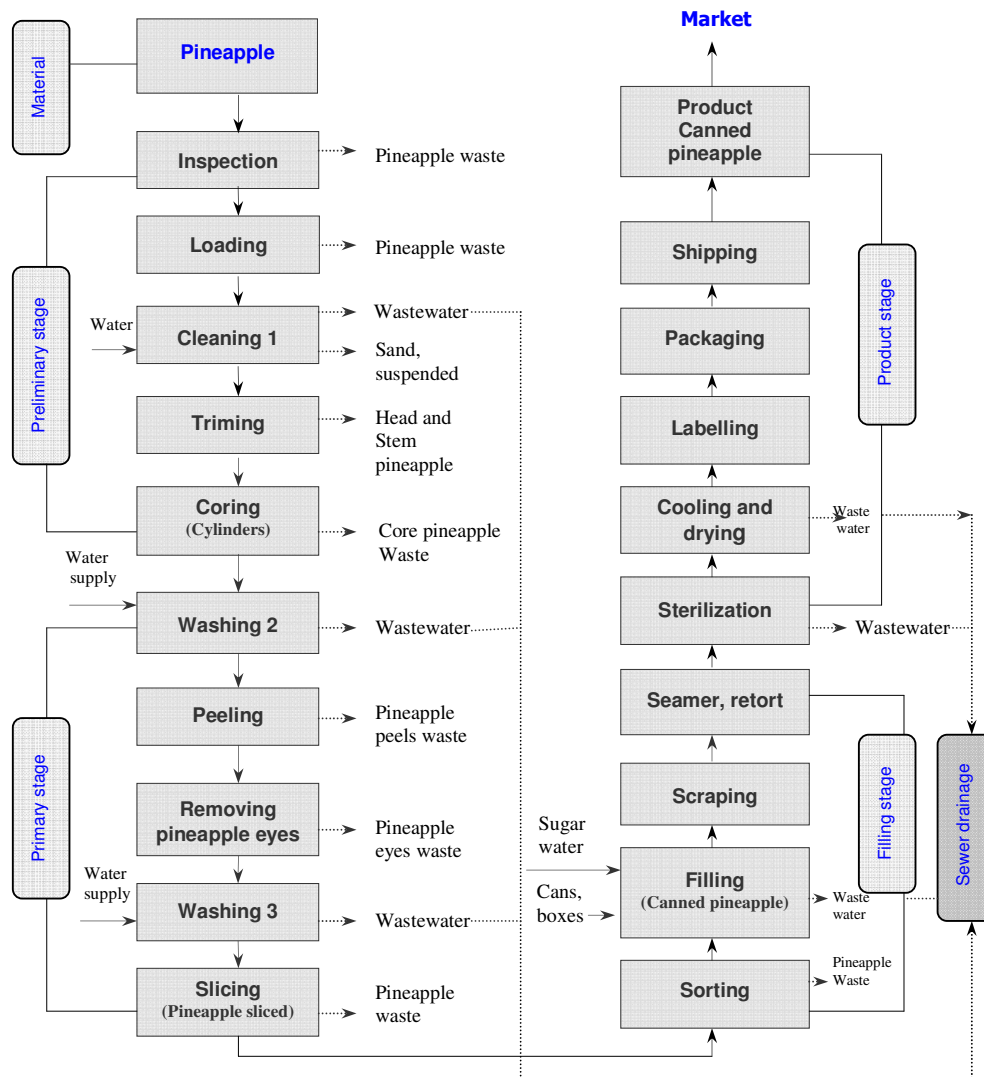 Material
Pineapple
Inspection
Pineapple waste
Loading
Pineapple waste
Preliminary stage
Water
Cleaning 1
Wastewater
Sand,
suspended
Triming
Head and
Stem
pineapple
Coring
(Cylinders)
Core pineapple
Waste
Water
supply
Washing 2
Wastewater
Primary stage
Peeling
Pineapple
peels waste
Removing
pineapple eyes
Pineapple
eyes waste
Water
supply
Washing 3
Wastewater
Slicing
(Pineapple sliced)
Pineapple
waste
Market
Product
Canned
pineapple
Shipping
Product stage
Packaging
Labelling
Cooling and
drying
Waste
water
Sterilization
Wastewater
Seamer, retort
Filling stage
Sewer drainage
Scraping
Sugar
water
Cans,
boxes
Filling
(Canned pineapple)
Waste
water
Sorting
Pineapple
Waste